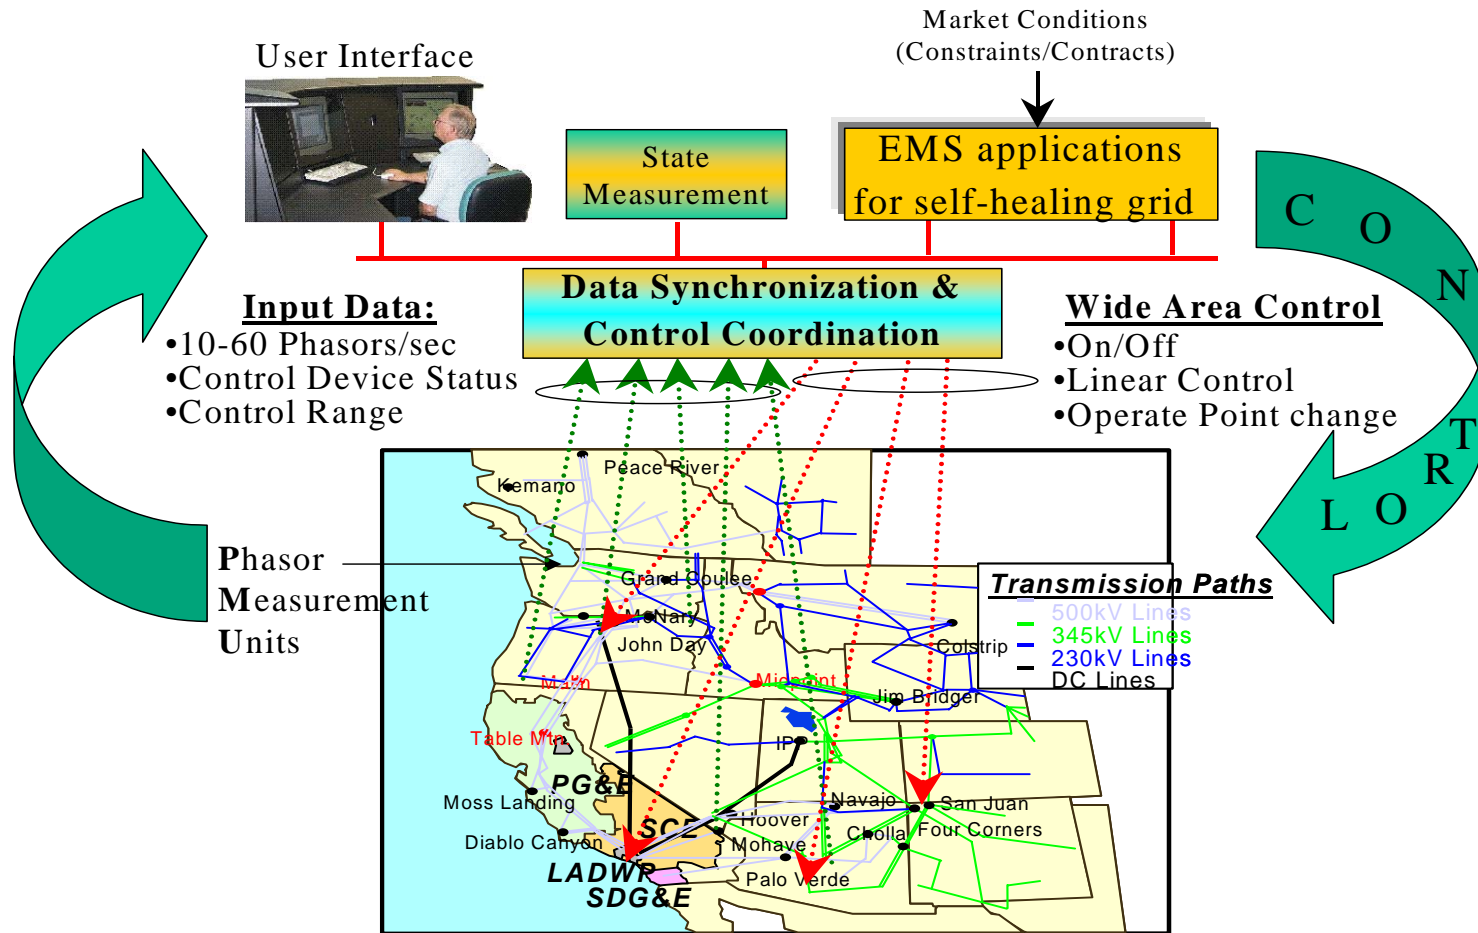 Market Conditions
(Constraints/Contracts)
User Interface
State
Measurement
EMS applications
for self-healing grid
C O N T R O L
Data Synchronization &
Control Coordination
Input Data:
•10-60 Phasors/sec
•Control Device Status
•Control Range
Wide Area Control
•On/Off
•Linear Control
•Operate Point change
Phasor
Measurement
Units
Peace River
Kemano
Grand Coulee
McNary
John Day
Malin
Midpoint
Colstrip
Jim Bridger
Transmission Paths
500kV Lines
345kV Lines
230kV Lines
DC Lines
Table Mtn
IPP
PG&E
Moss Landing
Diablo Canyon
SCE
Hoover
Mohave
Navajo
Cholla
San Juan
Four Corners
Palo Verde
LADWP
SDG&E